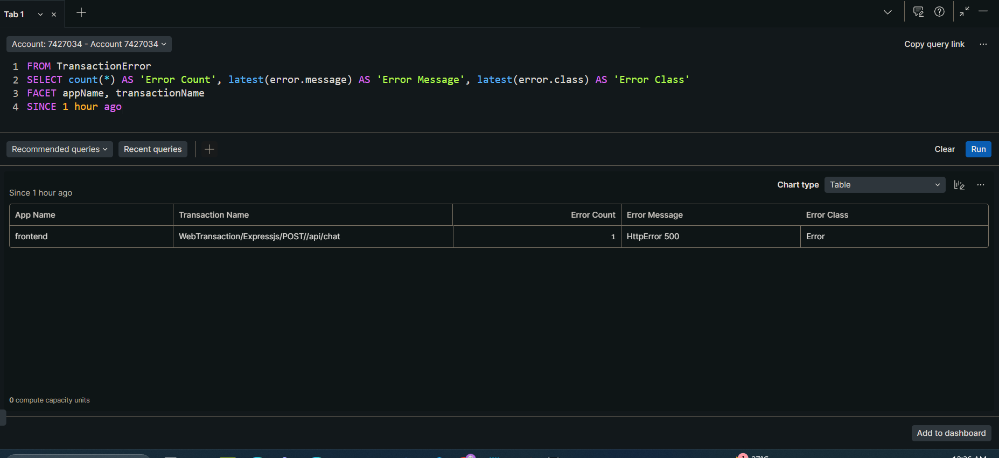 Tab 1
Account: 7427034 - Account 7427034
Copy query link
1 FROM TransactionError
2 SELECT count(*) AS 'Error Count', latest(error.message) AS 'Error Message', latest(error.class) AS 'Error Class'
3 FACET appName, transactionName
4 SINCE 1 hour ago
Recommended queries Recent queries
Clear Run
Chart type Table
Since 1 hour ago
App Name Transaction Name Error Count Error Message Error Class
frontend WebTransaction/Expressjs/POST//api/chat 1 HttpError 500 Error
0 compute capacity units
Add to dashboard